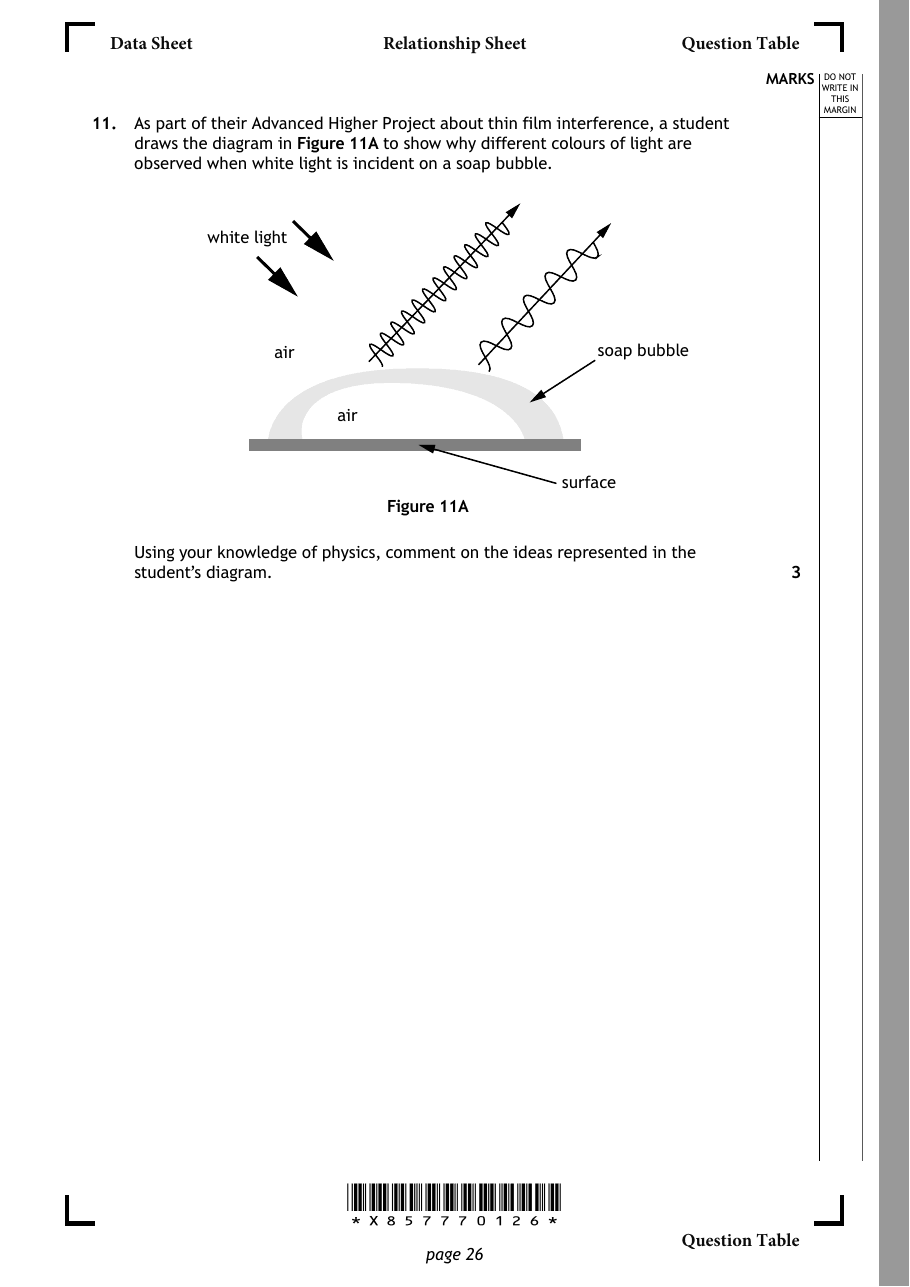 Data Sheet Relationship Sheet Question Table
MARKS
DO NOT
WRITE IN
THIS
MARGIN
11. As part of their Advanced Higher Project about thin film interference, a student
draws the diagram in Figure 11A to show why different colours of light are
observed when white light is incident on a soap bubble.
white light
air
soap bubble
air
surface
Figure 11A
Using your knowledge of physics, comment on the ideas represented in the
student’s diagram. 3
* X 8 5 7 7 7 0 1 2 6 *
page 26
Question Table